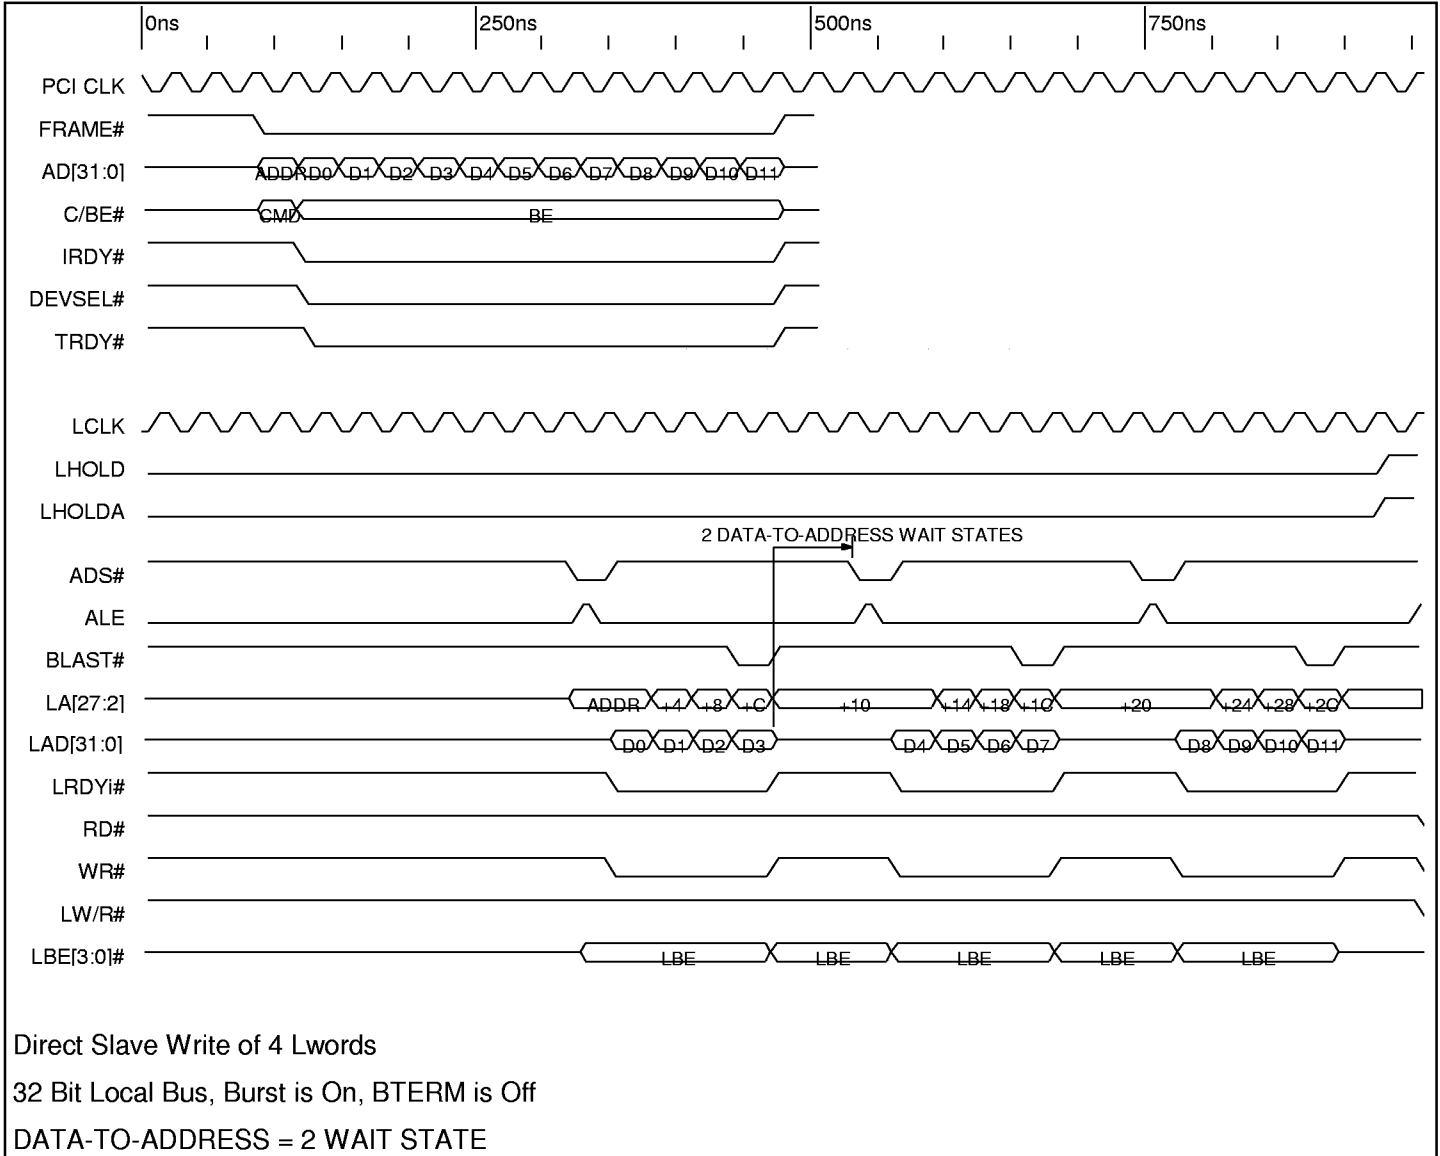 0ns 250ns 500ns 750ns
PCI CLK
FRAME#
AD[31:0] ADDR D0 D1 D2 D3 D4 D5 D6 D7 D8 D9 D10 D11
C/BE# CMD BE
IRDY#
DEVSEL#
TRDY#
LCLK
LHOLD
LHOLDA
2 DATA-TO-ADDRESS WAIT STATES
ADS#
ALE
BLAST#
LA[27:2] ADDR +4 +8 +C +10 +14 +18 +1C +20 +24 +28 +2C
LAD[31:0] D0 D1 D2 D3 D4 D5 D6 D7 D8 D9 D10 D11
LRDYi#
RD#
WR#
LW/R#
LBE[3:0]# LBE LBE LBE LBE LBE
Direct Slave Write of 4 Lwords
32 Bit Local Bus, Burst is On, BTERM is Off
DATA-TO-ADDRESS = 2 WAIT STATE